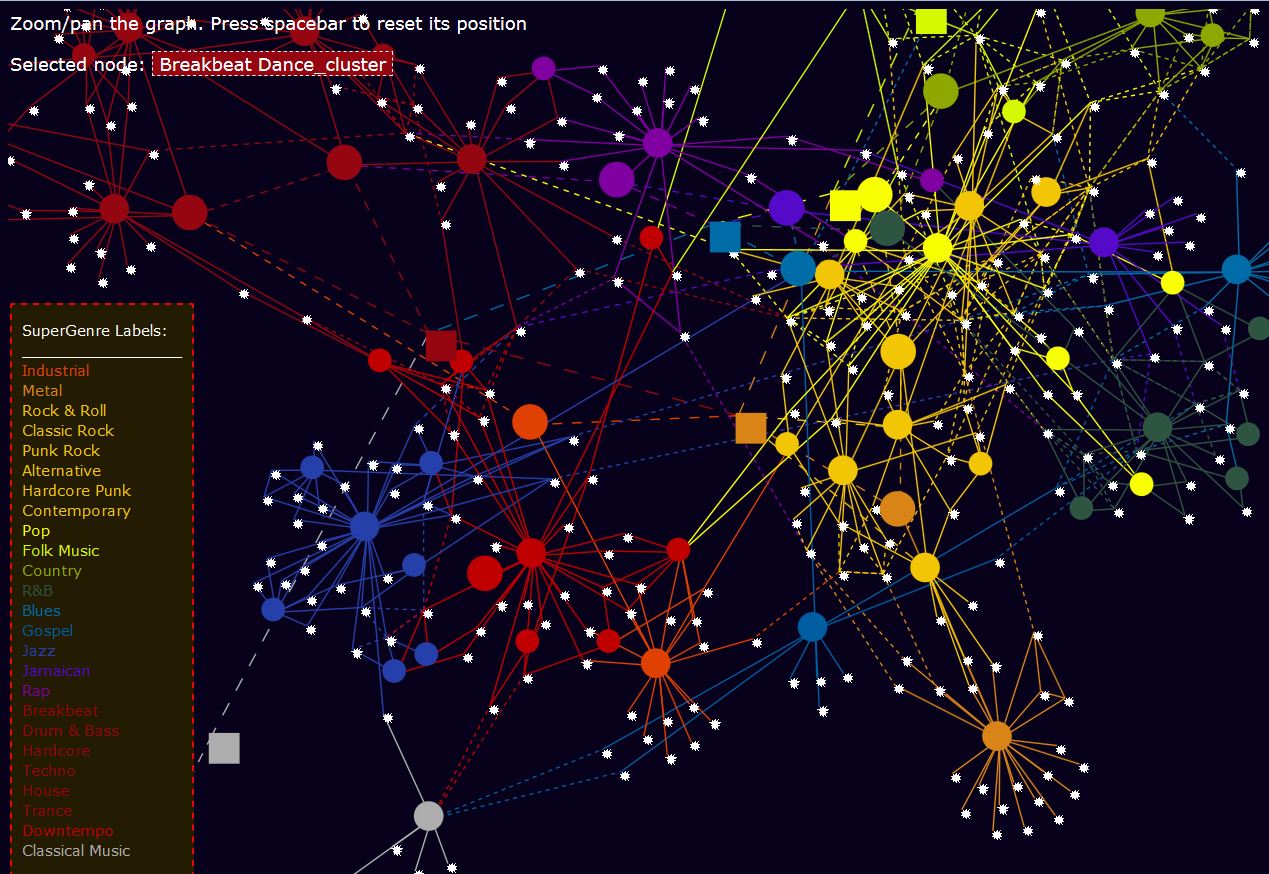 Zoom/pan the graph. Press spacebar to reset its position
Selected node: Breakbeat Dance_cluster
SuperGenre Labels:
Industrial
Metal
Rock & Roll
Classic Rock
Punk Rock
Alternative
Hardcore Punk
Contemporary
Pop
Folk Music
Country
R&B
Blues
Gospel
Jazz
Jamaican
Rap
Breakbeat
Drum & Bass
Hardcore
Techno
House
Trance
Downtempo
Classical Music